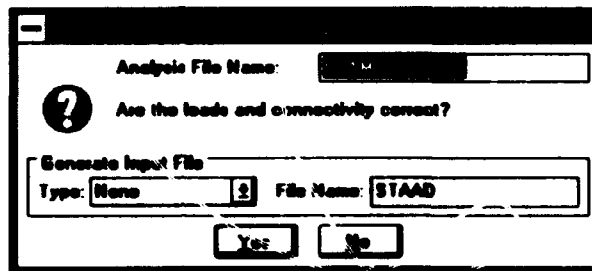 Analysis File Name:
Are the loads and connectivity correct?
Generate Input File
Type: None File Name: STAAD
Yes No